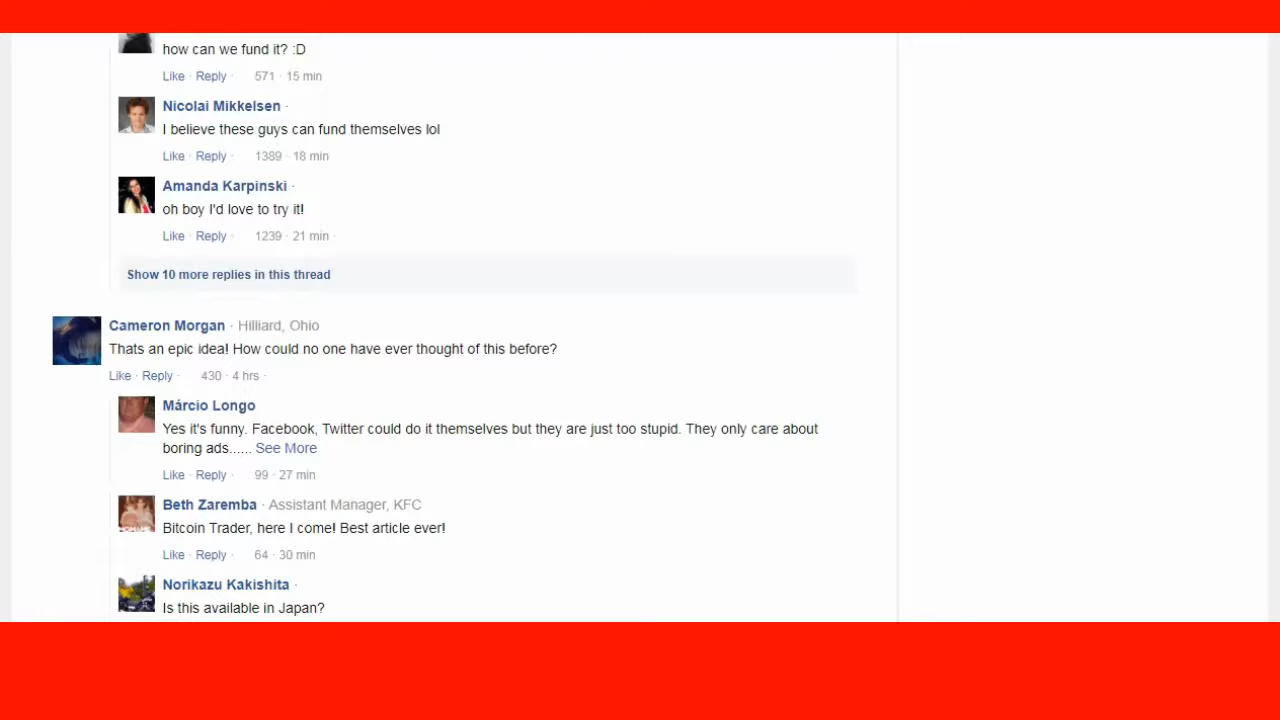 how can we fund it? :D
Like · Reply · 571 · 15 min
Nicolai Mikkelsen ·
I believe these guys can fund themselves lol
Like · Reply · 1389 · 18 min
Amanda Karpinski ·
oh boy I'd love to try it!
Like · Reply · 1239 · 21 min ·
Show 10 more replies in this thread
Cameron Morgan · Hilliard, Ohio
Thats an epic idea! How could no one have ever thought of this before?
Like · Reply · 430 · 4 hrs ·
Márcio Longo
Yes it's funny. Facebook, Twitter could do it themselves but they are just too stupid. They only care about
boring ads...... See More
Like · Reply · 99 · 27 min
Beth Zaremba · Assistant Manager, KFC
Bitcoin Trader, here I come! Best article ever!
Like · Reply · 64 · 30 min
Norikazu Kakishita ·
Is this available in Japan?